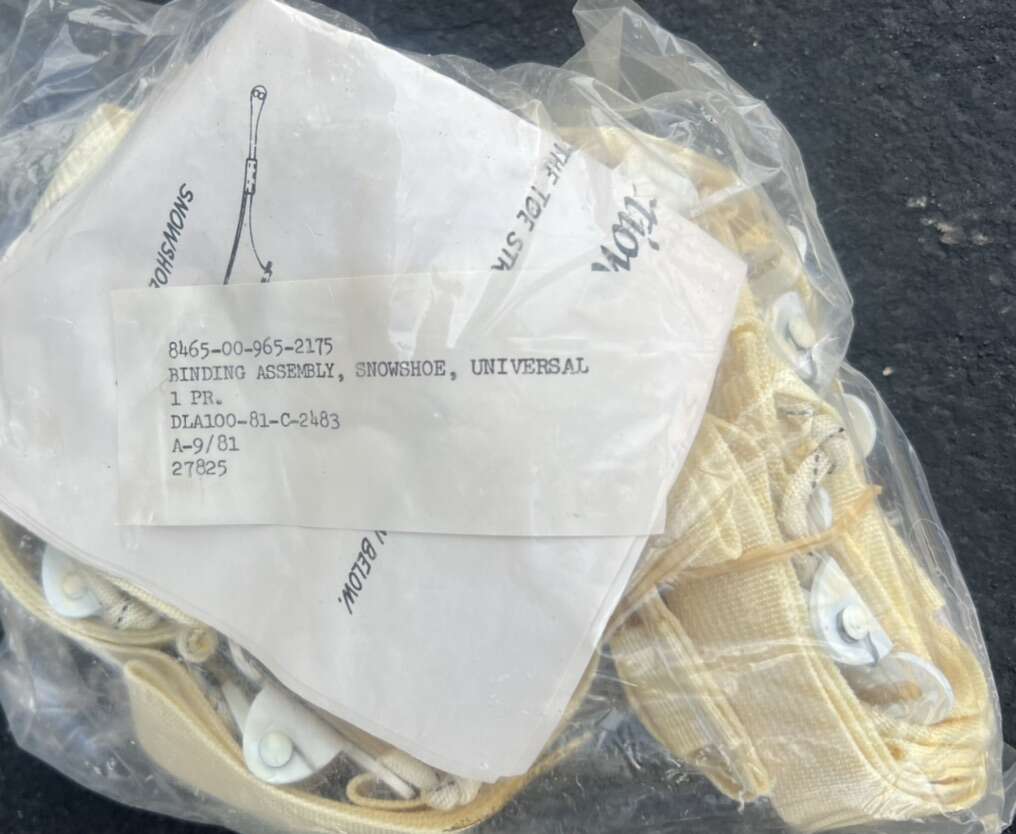 SNOWSHOE
THE TOE STR
tion
8465-00-965-2175
BINDING ASSEMBLY, SNOWSHOE, UNIVERSAL
1 PR.
DLA100-81-C-2483
A-9/81
27825
BELOW.